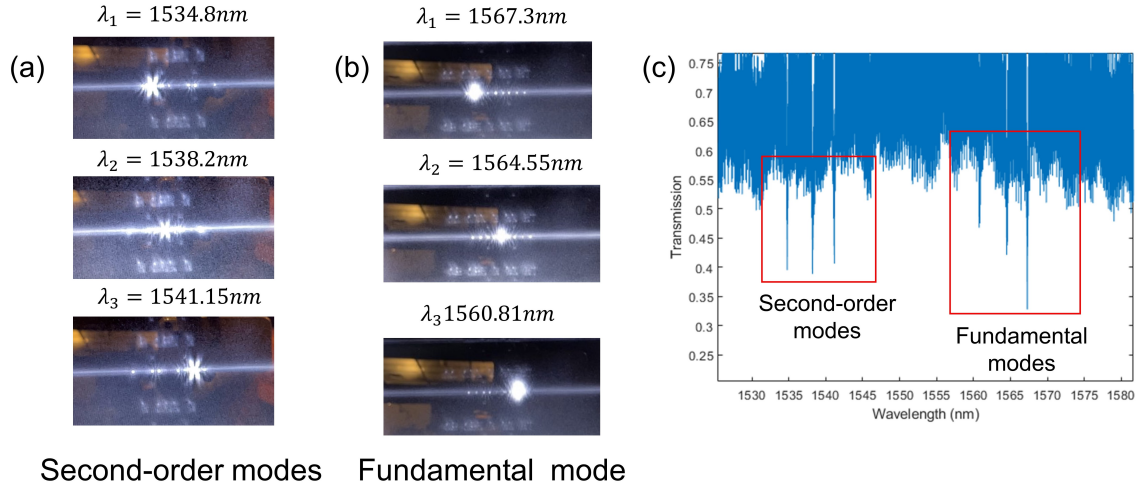 (a)
λ₁ = 1534.8nm
λ₂ = 1538.2nm
λ₃ = 1541.15nm
Second-order modes
(b)
λ₁ = 1567.3nm
λ₂ = 1564.55nm
λ₃1560.81nm
Fundamental mode
(c)
Transmission
0.75
0.7
0.65
0.6
0.55
0.5
0.45
0.4
0.35
0.3
0.25
Second-order
modes
Fundamental
modes
1530 1535 1540 1545 1550 1555 1560 1565 1570 1575 1580
Wavelength (nm)